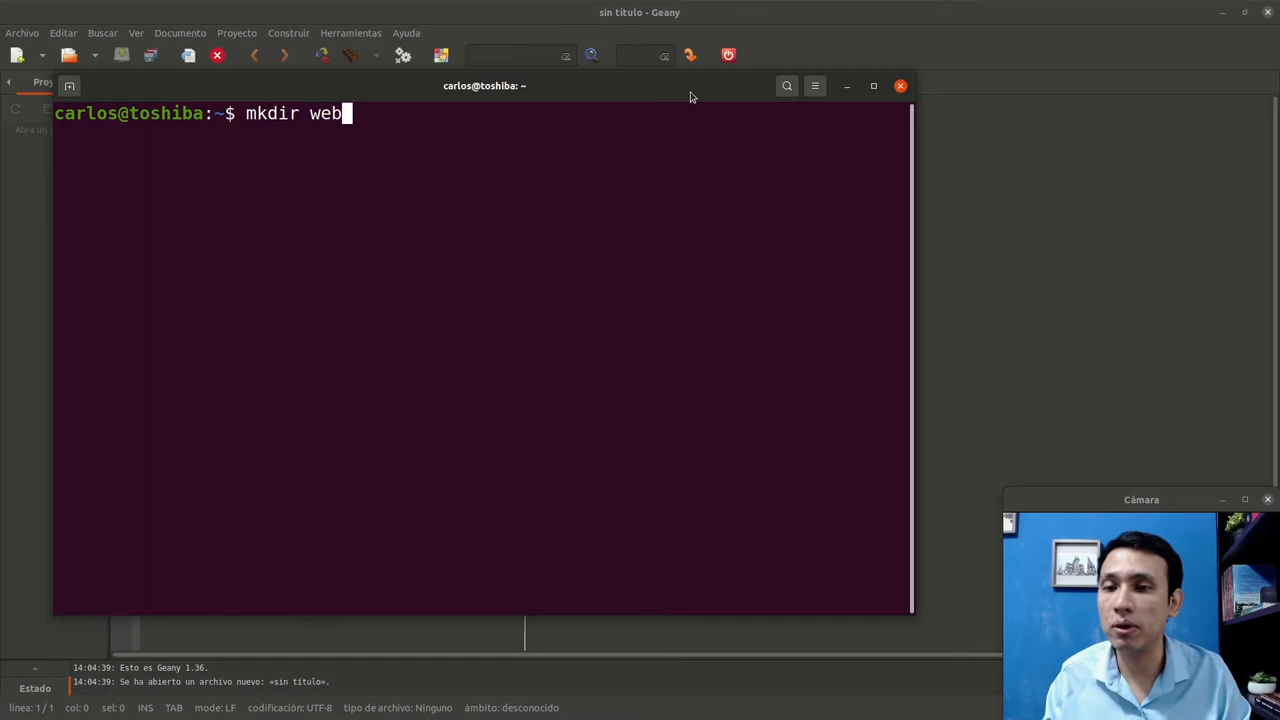 sin título - Geany
Archivo Editar Buscar Ver Documento Proyecto Construir Herramientas Ayuda
Proy
carlos@toshiba: ~
carlos@toshiba:~$ mkdir web
Abra un
Cámara
14:04:39: Esto es Geany 1.36.
Estado
14:04:39: Se ha abierto un archivo nuevo: «sin título».
línea: 1 / 1 col: 0 sel: 0 INS TAB mode: LF codificación: UTF-8 tipo de archivo: Ninguno ámbito: desconocido